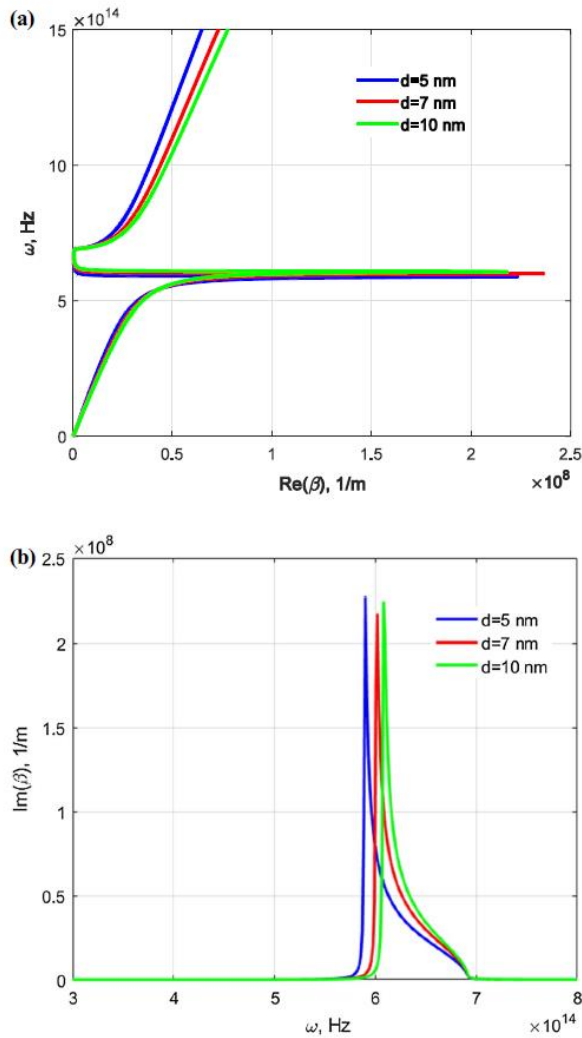 (a)
×10^14
15
10
5
0
ω, Hz
d=5 nm
d=7 nm
d=10 nm
0 0.5 1 1.5 2 2.5
Re(β), 1/m
×10^8
(b)
×10^8
2.5
2
1.5
1
0.5
0
Im(β), 1/m
d=5 nm
d=7 nm
d=10 nm
3 4 5 6 7 8
ω, Hz
×10^14